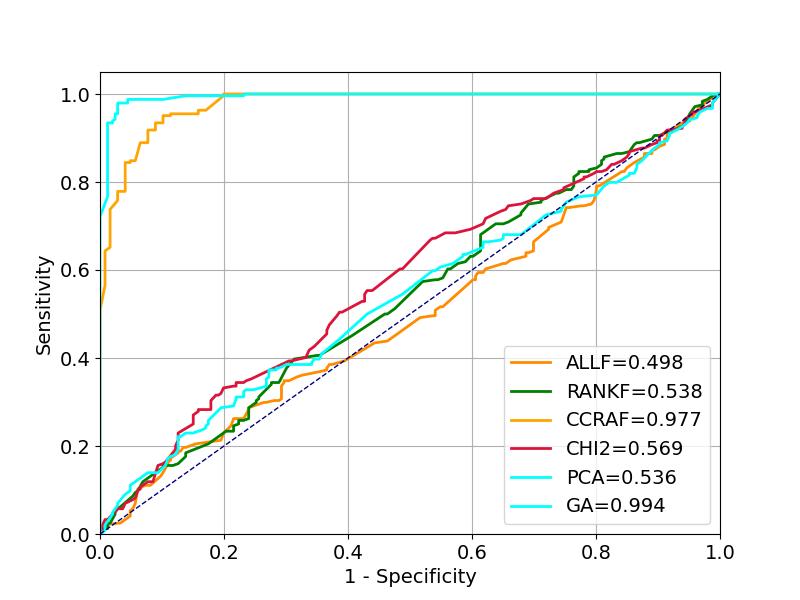 1.0
0.8
0.6
0.4
0.2
0.0
Sensitivity
ALLF=0.498
RANKF=0.538
CCRAF=0.977
CHI2=0.569
PCA=0.536
GA=0.994
0.0 0.2 0.4 0.6 0.8 1.0
1 - Specificity